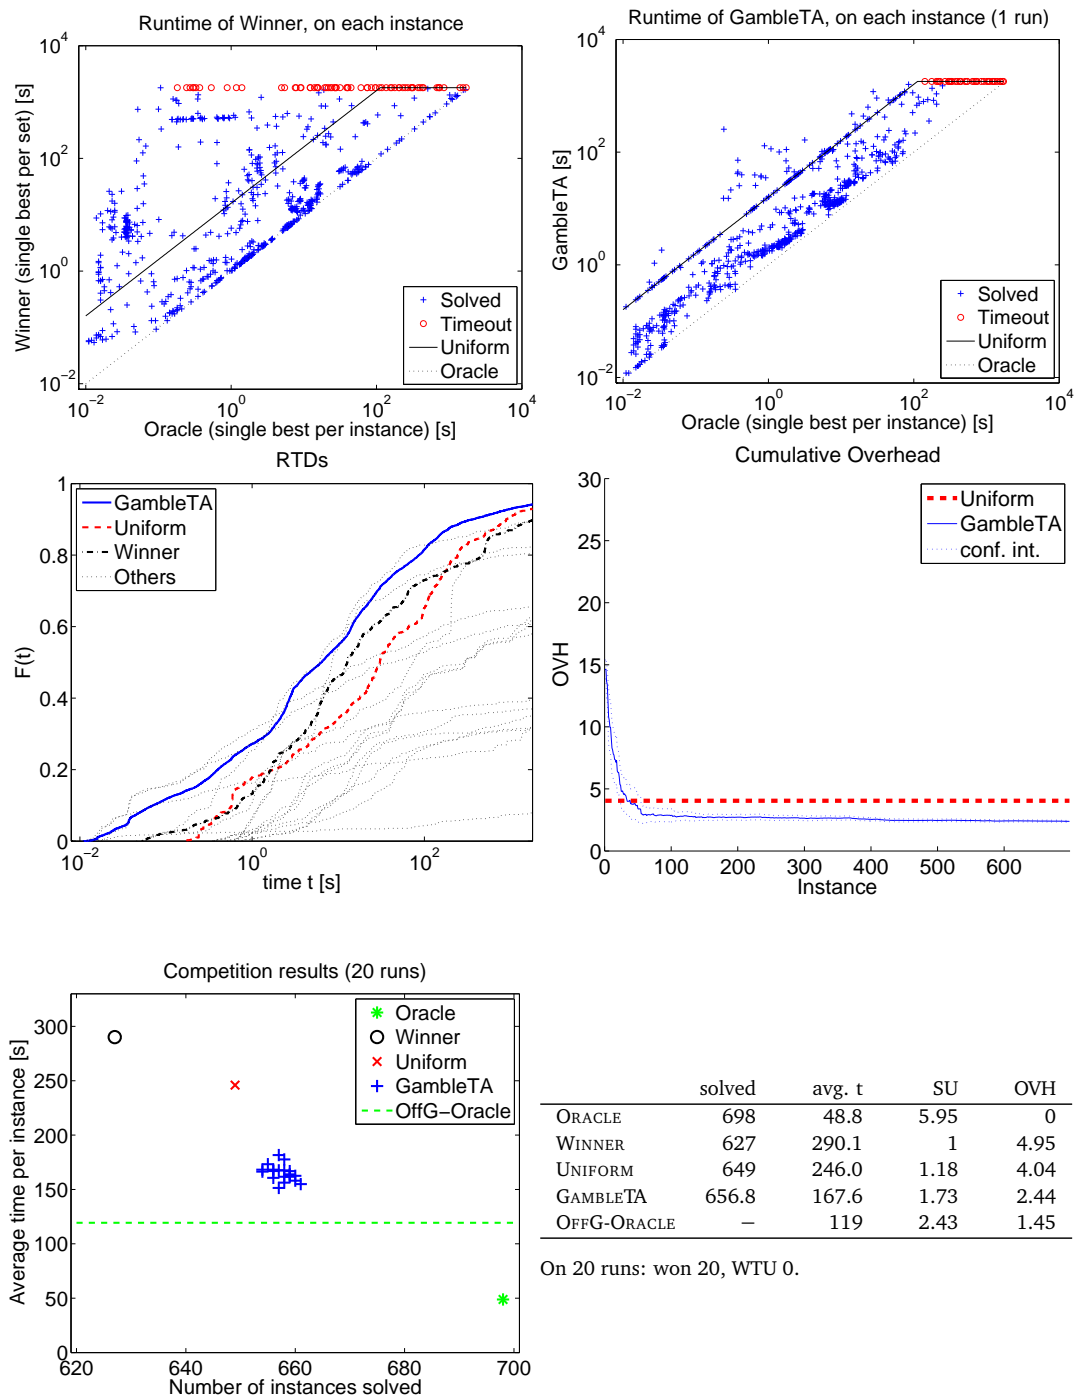 Runtime of Winner, on each instance
10^4
10^2
10^0
10^−2
Winner (single best per set) [s]
Solved
Timeout
Uniform
Oracle
10^−2 10^0 10^2 10^4
Oracle (single best per instance) [s]
Runtime of GambleTA, on each instance (1 run)
10^4
10^2
10^0
10^−2
GambleTA [s]
Solved
Timeout
Uniform
Oracle
10^−2 10^0 10^2 10^4
Oracle (single best per instance) [s]
RTDs
1
0.8
0.6
0.4
0.2
0
F(t)
GambleTA
Uniform
Winner
Others
10^−2 10^0 10^2
time t [s]
Cumulative Overhead
30
25
20
15
10
5
0
OVH
Uniform
GambleTA
conf. int.
0 100 200 300 400 500 600
Instance
Competition results (20 runs)
300
250
200
150
100
50
0
Average time per instance [s]
Oracle
Winner
Uniform
GambleTA
OffG−Oracle
620 640 660 680 700
Number of instances solved
solved avg. t SU OVH
ORACLE 698 48.8 5.95 0
WINNER 627 290.1 1 4.95
UNIFORM 649 246.0 1.18 4.04
GAMBLETA 656.8 167.6 1.73 2.44
OFFG-ORACLE – 119 2.43 1.45
On 20 runs: won 20, WTU 0.